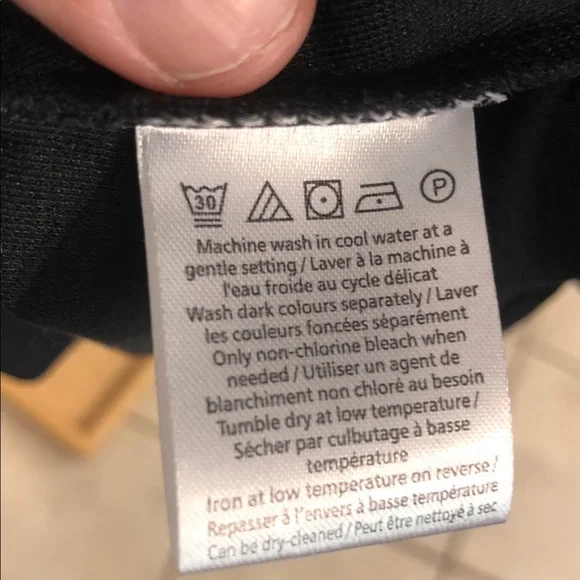 30 P
Machine wash in cool water at a
gentle setting / Laver à la machine à
l'eau froide au cycle délicat
Wash dark colours separately / Laver
les couleurs foncées séparément
Only non-chlorine bleach when
needed / Utiliser un agent de
blanchiment non chloré au besoin
Tumble dry at low temperature /
Sécher par culbutage à basse
température
Iron at low temperature on reverse /
Repasser à l'envers à basse température
Can be dry-cleaned / Peut être nettoyé à sec